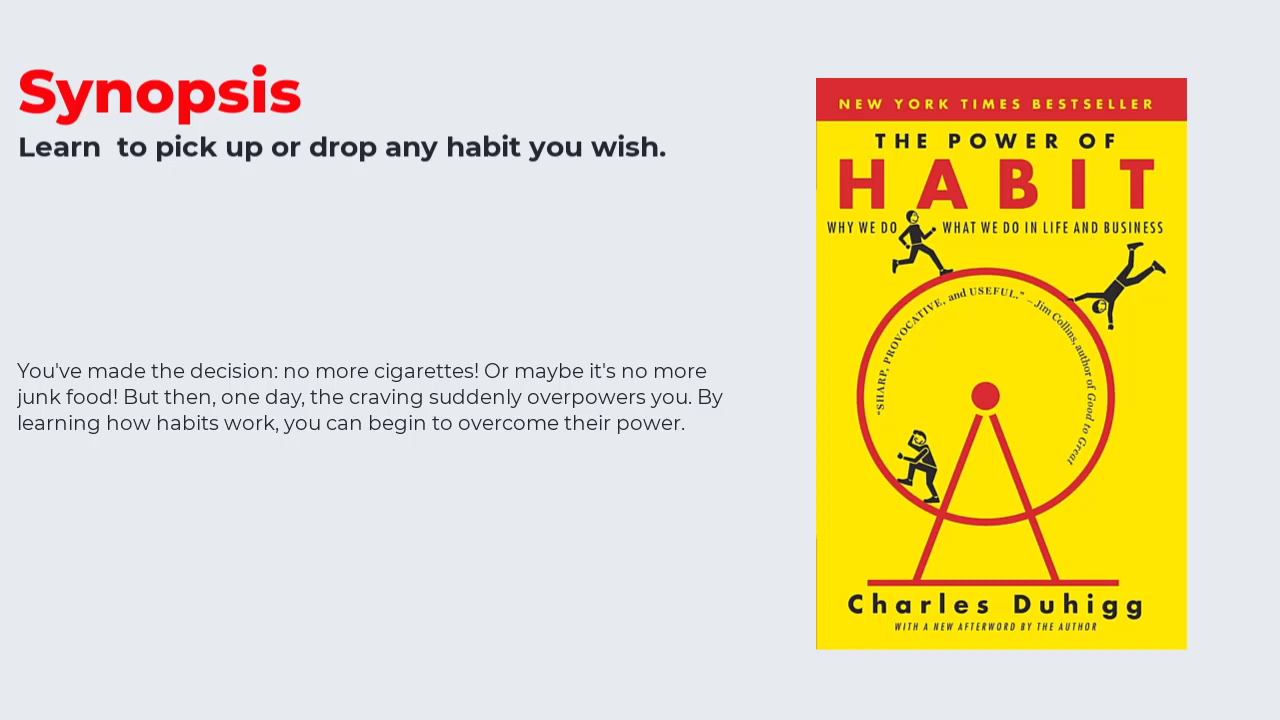 Synopsis
Learn  to pick up or drop any habit you wish.
You've made the decision: no more cigarettes! Or maybe it's no more
junk food! But then, one day, the craving suddenly overpowers you. By
learning how habits work, you can begin to overcome their power.
NEW YORK TIMES BESTSELLER
THE POWER OF
HABIT
WHY WE DO WHAT WE DO IN LIFE AND BUSINESS
"SHARP, PROVOCATIVE, and USEFUL." –Jim Collins, author of Good to Great
Charles Duhigg
WITH A NEW AFTERWORD BY THE AUTHOR